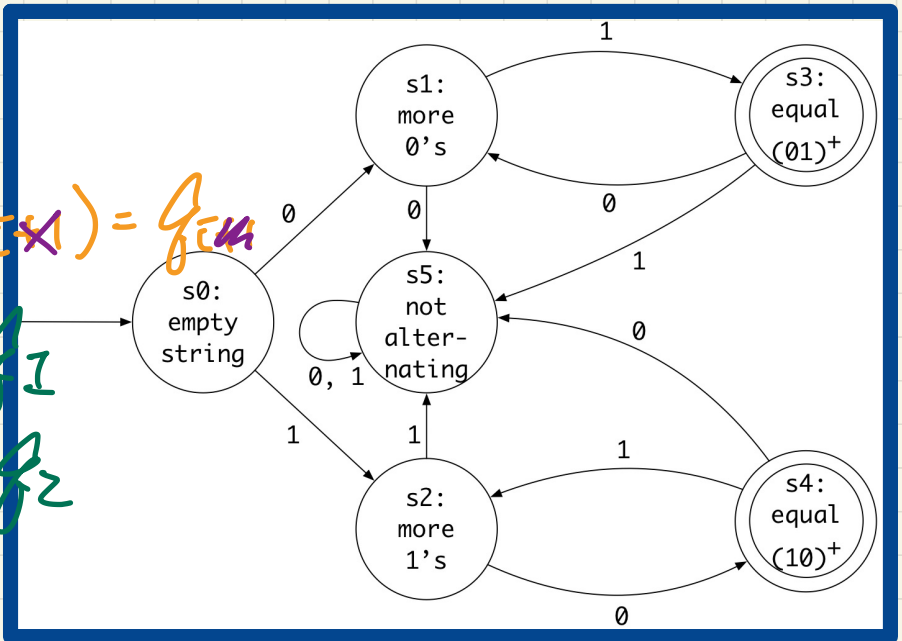 1
s1:
more
0's
s3:
equal
(01)+
0
0
0
1
s0:
empty
string
s5:
not
alter-
nating
0, 1
0
1
1
1
s2:
more
1's
s4:
equal
(10)+
0